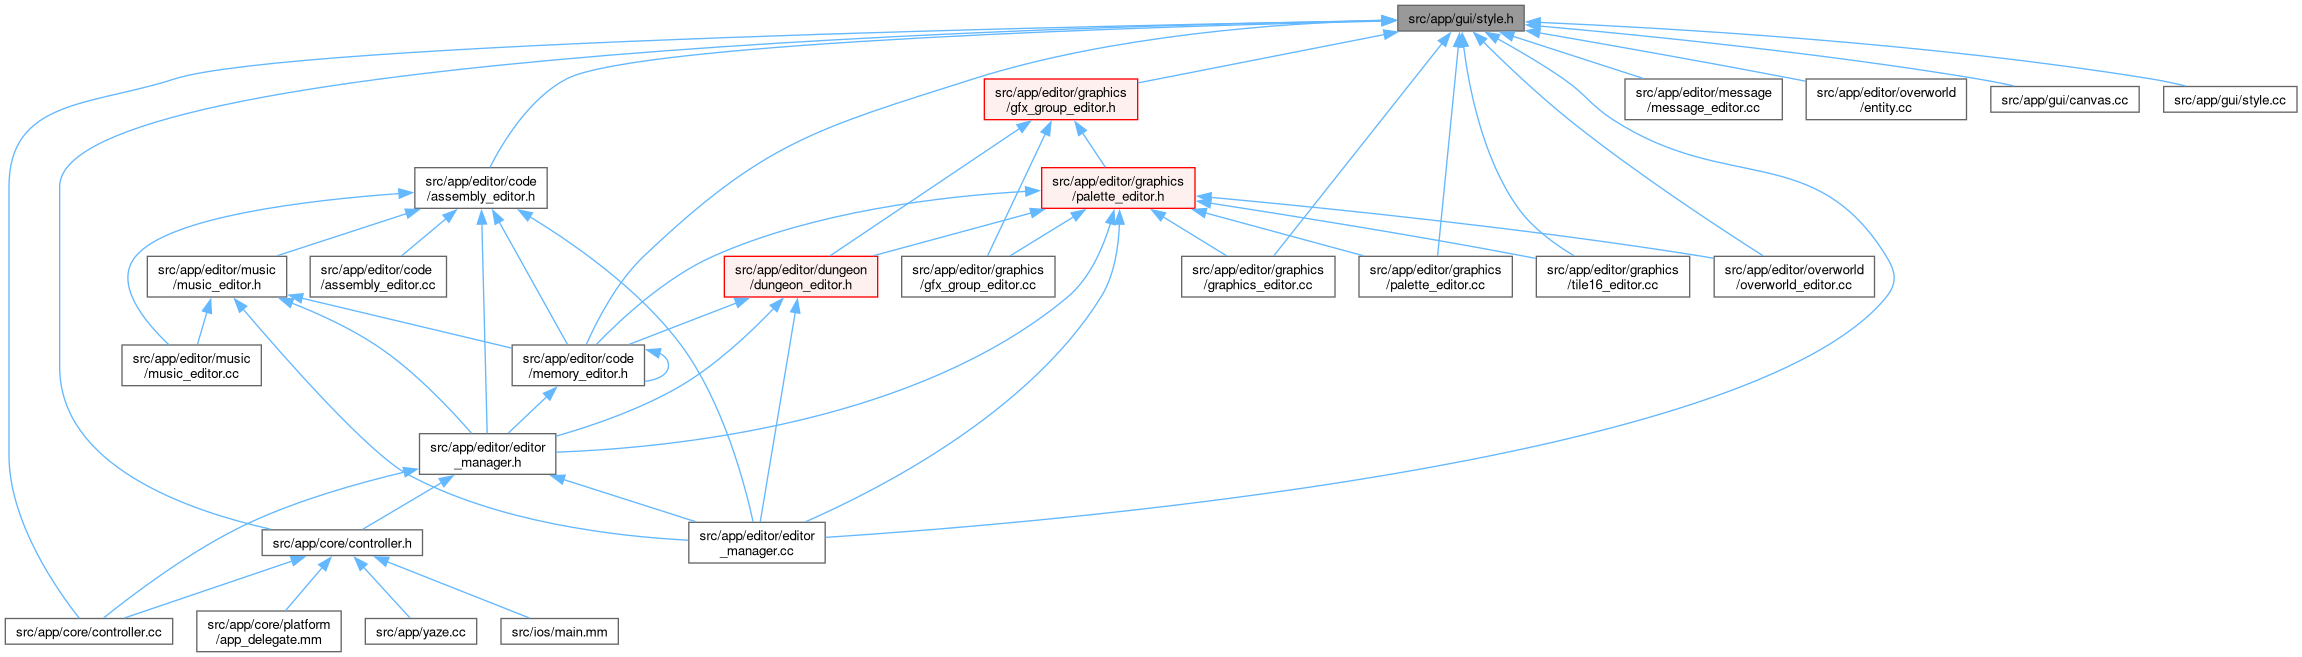 src/app/gui/style.h
src/app/editor/graphics
/gfx_group_editor.h
src/app/editor/message
/message_editor.cc
src/app/editor/overworld
/entity.cc
src/app/gui/canvas.cc
src/app/gui/style.cc
src/app/editor/code
/assembly_editor.h
src/app/editor/graphics
/palette_editor.h
src/app/editor/music
/music_editor.h
src/app/editor/code
/assembly_editor.cc
src/app/editor/dungeon
/dungeon_editor.h
src/app/editor/graphics
/gfx_group_editor.cc
src/app/editor/graphics
/graphics_editor.cc
src/app/editor/graphics
/palette_editor.cc
src/app/editor/graphics
/tile16_editor.cc
src/app/editor/overworld
/overworld_editor.cc
src/app/editor/music
/music_editor.cc
src/app/editor/code
/memory_editor.h
src/app/editor/editor
_manager.h
src/app/core/controller.h
src/app/editor/editor
_manager.cc
src/app/core/controller.cc
src/app/core/platform
/app_delegate.mm
src/app/yaze.cc
src/ios/main.mm